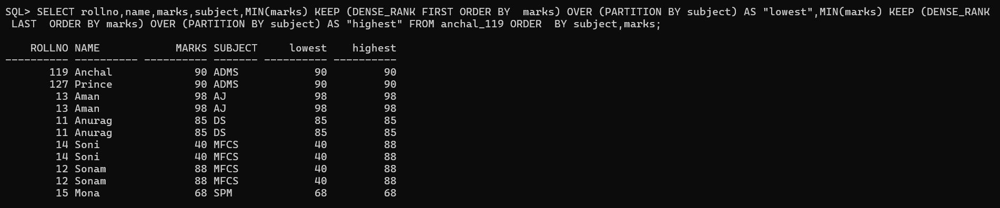 SQL> SELECT rollno,name,marks,subject,MIN(marks) KEEP (DENSE_RANK FIRST ORDER BY  marks) OVER (PARTITION BY subject) AS "lowest",MIN(marks) KEEP (DENSE_RANK
 LAST  ORDER BY marks) OVER (PARTITION BY subject) AS "highest" FROM anchal_119 ORDER  BY subject,marks;

    ROLLNO NAME            MARKS SUBJECT     lowest    highest
---------- ---------- ---------- ------- ---------- ----------
       119 Anchal             90 ADMS            90         90
       127 Prince             90 ADMS            90         90
        13 Aman               98 AJ              98         98
        13 Aman               98 AJ              98         98
        11 Anurag             85 DS              85         85
        11 Anurag             85 DS              85         85
        14 Soni               40 MFCS            40         88
        14 Soni               40 MFCS            40         88
        12 Sonam              88 MFCS            40         88
        12 Sonam              88 MFCS            40         88
        15 Mona               68 SPM             68         68